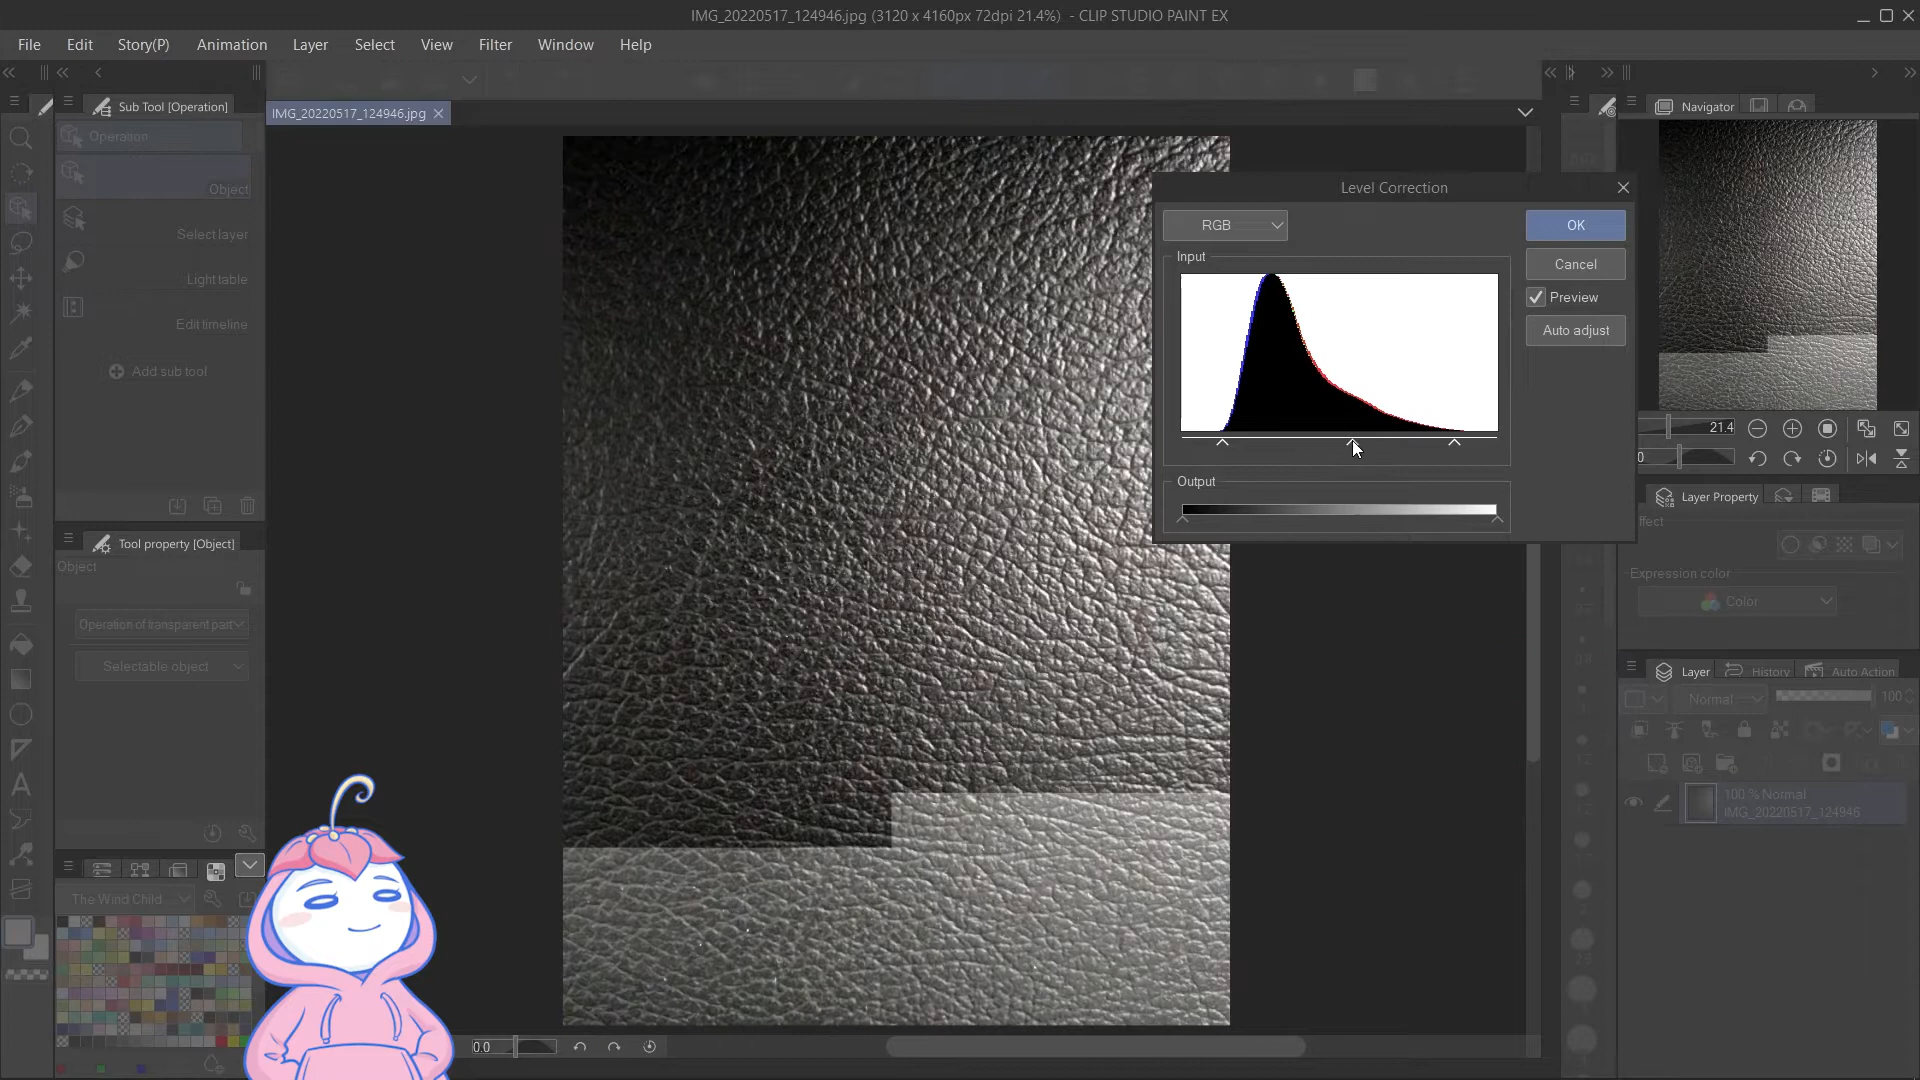 IMG_20220517_124946.jpg (3120 x 4160px 72dpi 21.4%) - CLIP STUDIO PAINT EX
File Edit Story(P) Animation Layer Select View Filter Window Help
Sub Tool [Operation]
IMG_20220517_124946.jpg
Navigator
Operation
Object
Select layer
Light table
Edit timeline
Add sub tool
Level Correction
RGB
OK
Input
Cancel
Preview
Auto adjust
Output
21.4
0
Layer Property
Expression color
Color
Tool property [Object]
Object
Operation of transparent part
Selectable object
Layer History Auto Action
Normal 100
100 % Normal
IMG_20220517_124946
The Wind Child
0.0